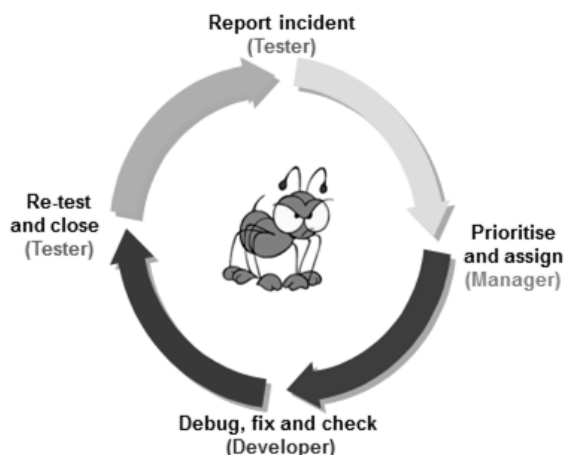 Report incident
(Tester)
Prioritise
and assign
(Manager)
Debug, fix and check
(Developer)
Re-test
and close
(Tester)